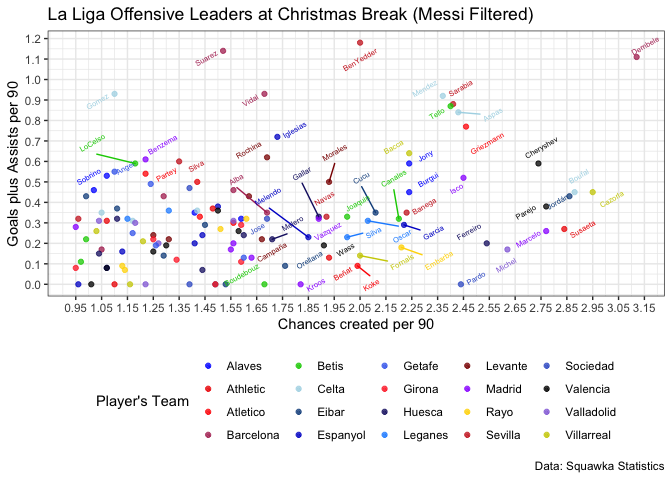 La Liga Offensive Leaders at Christmas Break (Messi Filtered)
Goals plus Assists per 90
1.2
1.1
1.0
0.9
0.8
0.7
0.6
0.5
0.4
0.3
0.2
0.1
0.0
Dembele
Suarez
BenYedder
Gomez
Vidal
Mendez
Sarabia
Tello
Aspas
Iglesias
Griezmann
LoCelso
Benzema
Rochina
Morales
Bacca
Jony
Cheryshev
Sobrino
Angel
Partey
Silva
Alba
Gallar
Cucu
Canales
Burgui
Isco
Boufal
Jordan
Cazorla
Melendo
Navas
Joaquin
Banega
Parejo
Jose
Melero
Vazquez
Silva
Oscar
Garcia
Ferreiro
Marcelo
Susaeta
Campaña
Orellana
Wass
Fornals
Embarba
Michel
Boudebouz
Kroos
Beñat
Koke
Pardo
0.95 1.05 1.15 1.25 1.35 1.45 1.55 1.65 1.75 1.85 1.95 2.05 2.15 2.25 2.35 2.45 2.55 2.65 2.75 2.85 2.95 3.05 3.15
Chances created per 90
Player's Team
Alaves Betis Getafe Levante Sociedad
Athletic Celta Girona Madrid Valencia
Atletico Eibar Huesca Rayo Valladolid
Barcelona Espanyol Leganes Sevilla Villarreal
Data: Squawka Statistics